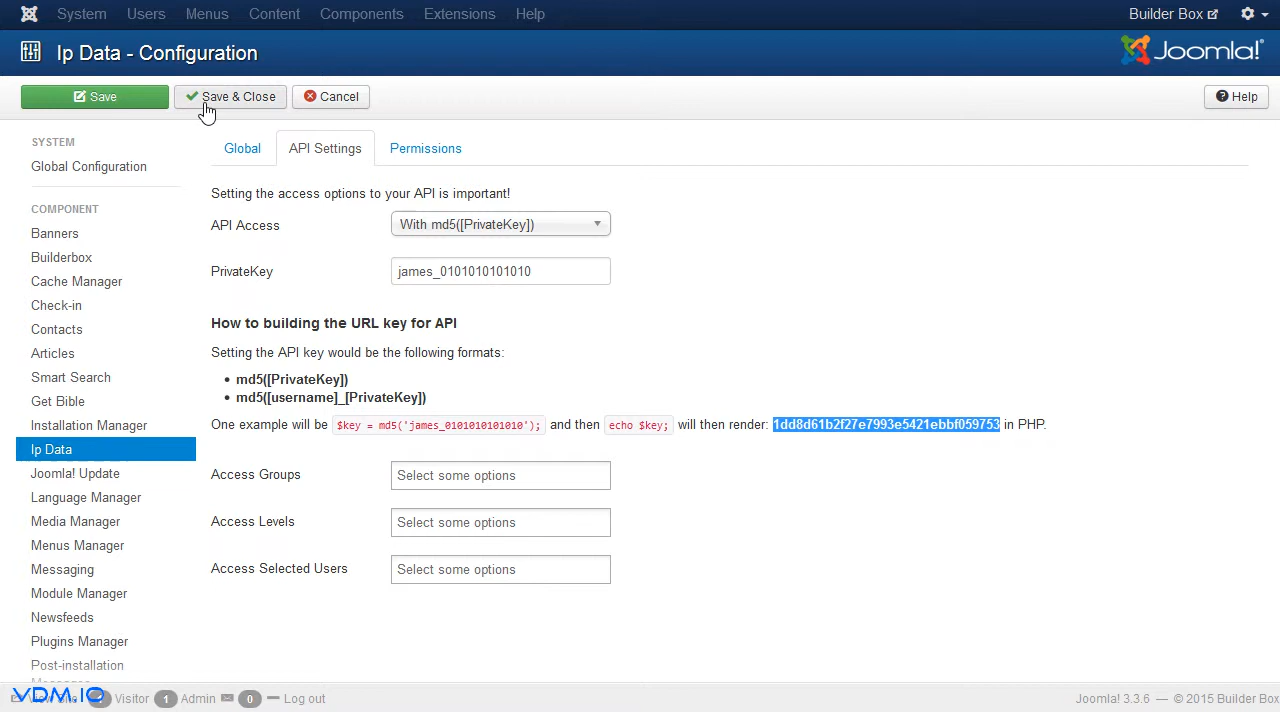 System Users Menus Content Components Extensions Help Builder Box
Ip Data - Configuration Joomla!
Save Save & Close Cancel Help
SYSTEM
Global Configuration
COMPONENT
Banners
Builderbox
Cache Manager
Check-in
Contacts
Articles
Smart Search
Get Bible
Installation Manager
Ip Data
Joomla! Update
Language Manager
Media Manager
Menus Manager
Messaging
Module Manager
Newsfeeds
Plugins Manager
Post-installation
Global API Settings Permissions
Setting the access options to your API is important!
API Access With md5([PrivateKey])
PrivateKey james_0101010101010
How to building the URL key for API
Setting the API key would be the following formats:
• md5([PrivateKey])
• md5([username]_[PrivateKey])
One example will be $key = md5('james_0101010101010'); and then echo $key; will then render: 1dd8d61b2f27e7993e5421ebbf059753 in PHP.
Access Groups Select some options
Access Levels Select some options
Access Selected Users Select some options
VDM.IO Visitor 1 Admin 0 Log out Joomla! 3.3.6 — © 2015 Builder Box